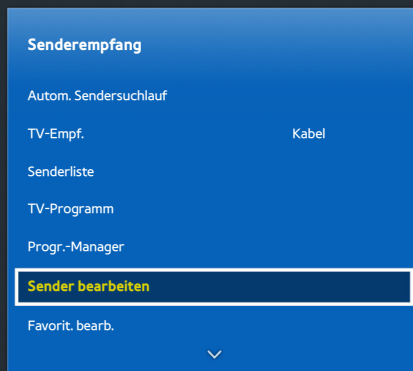 Senderempfang
Autom. Sendersuchlauf
TV-Empf. Kabel
Senderliste
TV-Programm
Progr.-Manager
Sender bearbeiten
Favorit. bearb.